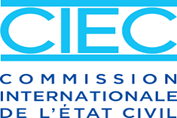 CIEC
COMMISSION
INTERNATIONALE
DE L'ÉTAT CIVIL